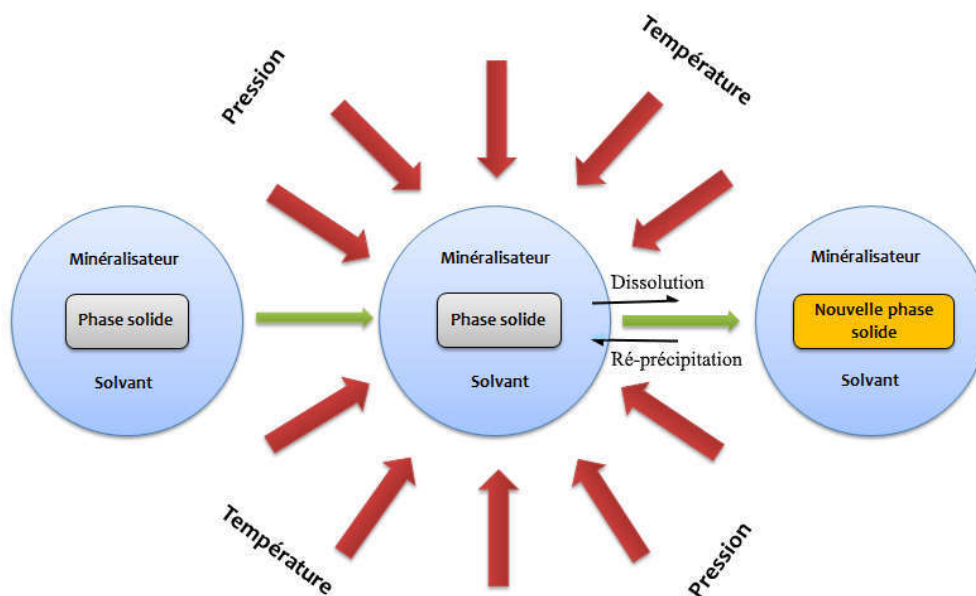 Pression
Température
Minéralisateur
Phase solide
Solvant
Minéralisateur
Phase solide
Solvant
Dissolution
Ré-précipitation
Minéralisateur
Nouvelle phase
solide
Solvant
Température
Pression